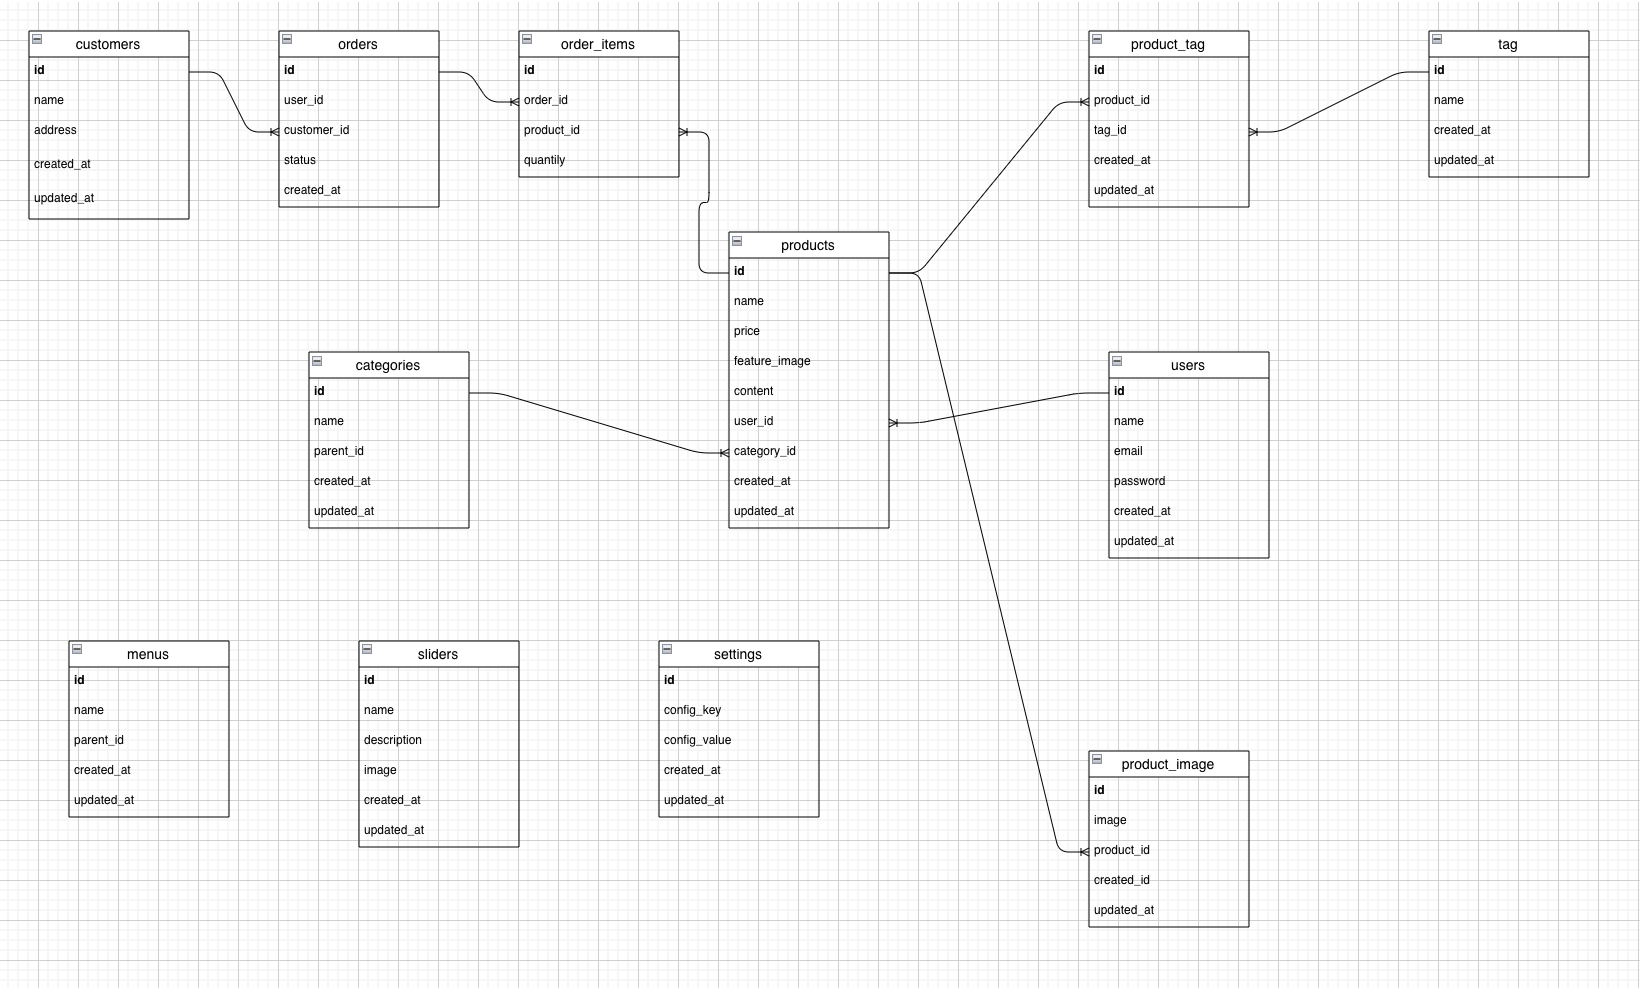 customers
id
name
address
created_at
updated_at
orders
id
user_id
customer_id
status
created_at
order_items
id
order_id
product_id
quantily
product_tag
id
product_id
tag_id
created_at
updated_at
tag
id
name
created_at
updated_at
products
id
name
price
feature_image
content
user_id
category_id
created_at
updated_at
categories
id
name
parent_id
created_at
updated_at
users
id
name
email
password
created_at
updated_at
menus
id
name
parent_id
created_at
updated_at
sliders
id
name
description
image
created_at
updated_at
settings
id
config_key
config_value
created_at
updated_at
product_image
id
image
product_id
created_id
updated_at